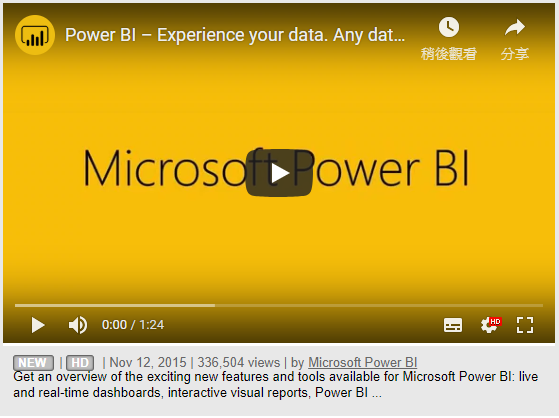 Power BI – Experience your data. Any dat...
稍後觀看
分享
Microsoft Power BI
0:00 / 1:24
HD
NEW | HD | Nov 12, 2015 | 336,504 views | by Microsoft Power BI
Get an overview of the exciting new features and tools available for Microsoft Power BI: live
and real-time dashboards, interactive visual reports, Power BI ...